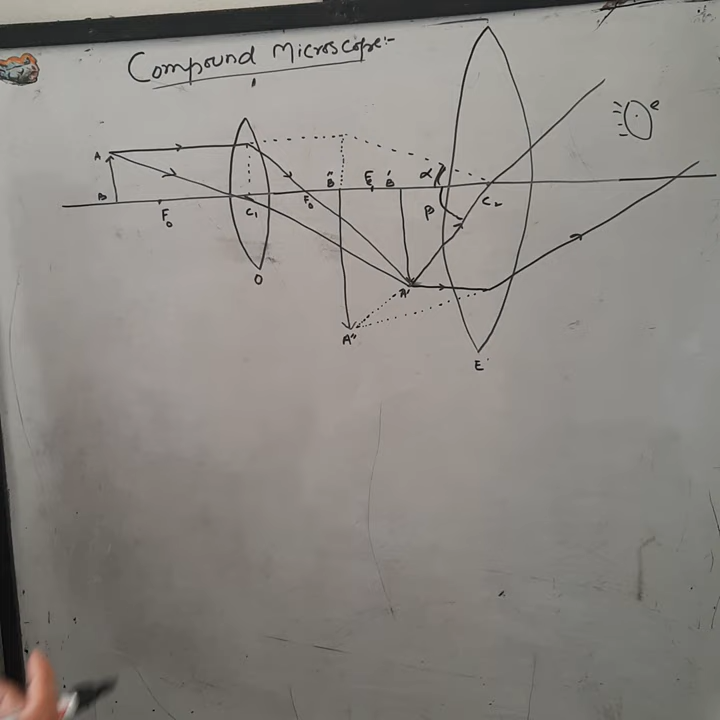 Compound Microscope:-
A
B
F₀
C₁
O
F₀
B"
E
B'
α
β
C₂
e
A'
A"
E